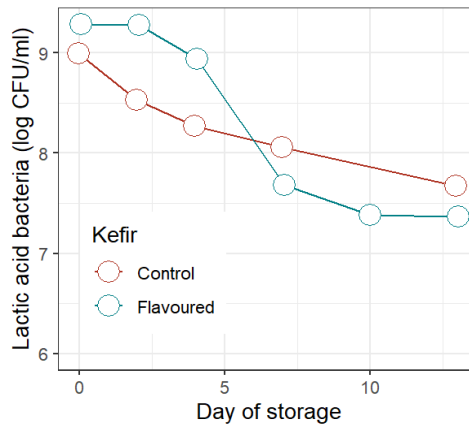 Lactic acid bacteria (log CFU/ml)
9
8
7
6
Kefir
Control
Flavoured
0 5 10
Day of storage